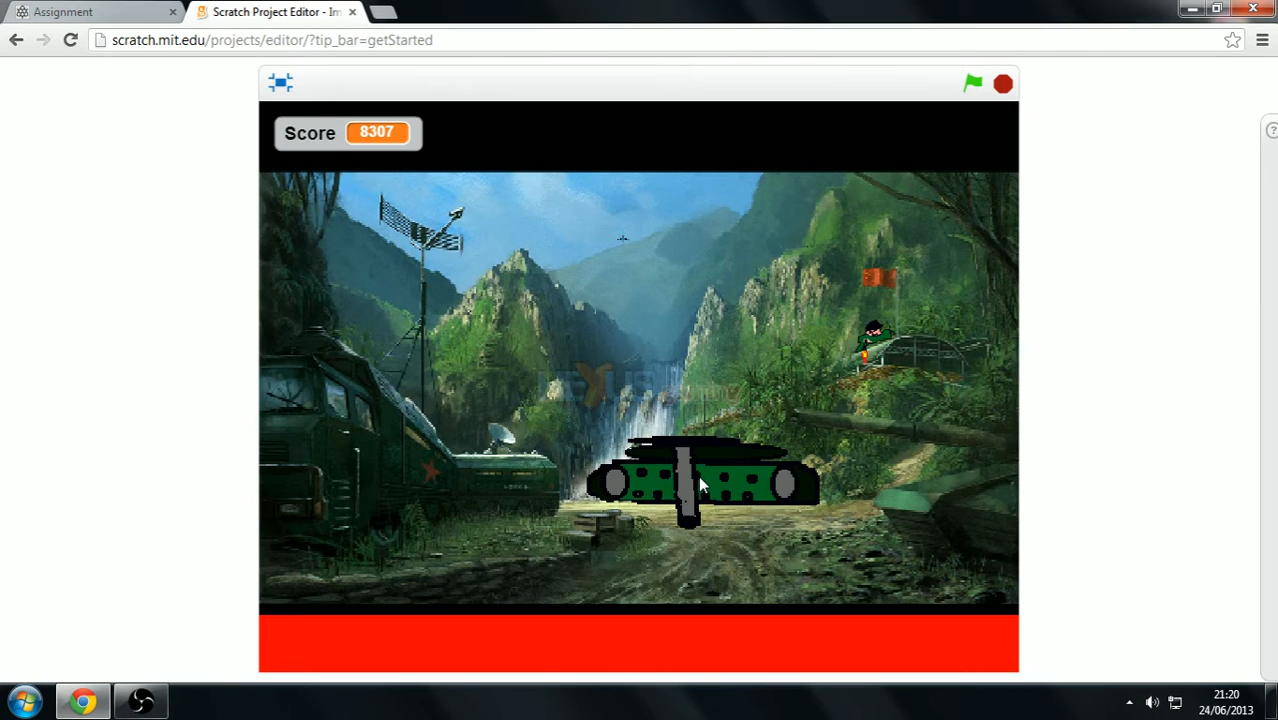 Assignment
Scratch Project Editor - Im
scratch.mit.edu/projects/editor/?tip_bar=getStarted
Score 8307
21:20
24/06/2013